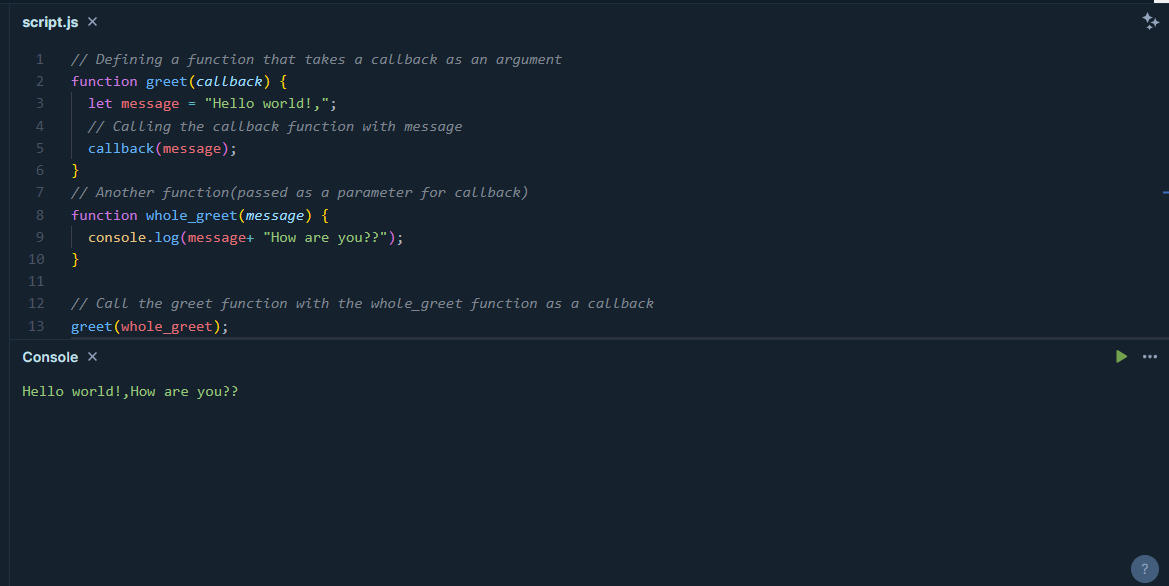 script.js ×
1 // Defining a function that takes a callback as an argument
2 function greet(callback) {
3 let message = "Hello world!,";
4 // Calling the callback function with message
5 callback(message);
6 }
7 // Another function(passed as a parameter for callback)
8 function whole_greet(message) {
9 console.log(message+ "How are you??");
10 }
11
12 // Call the greet function with the whole_greet function as a callback
13 greet(whole_greet);
Console ×
Hello world!,How are you??
?